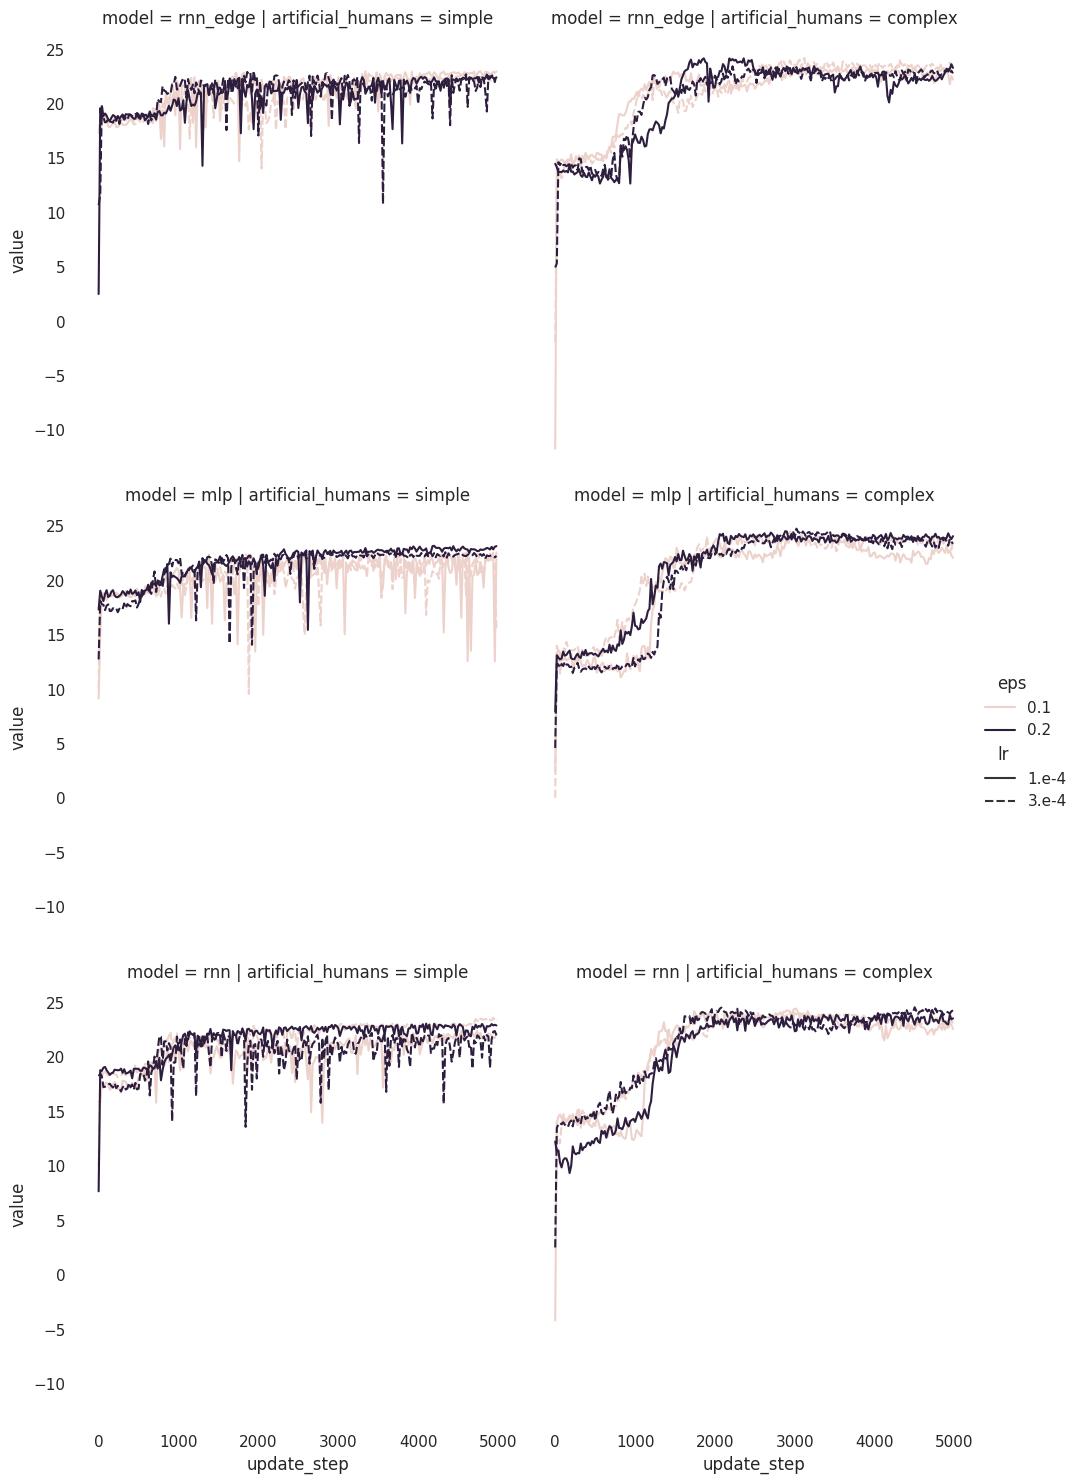 model = rnn_edge | artificial_humans = simple
model = rnn_edge | artificial_humans = complex
25
20
15
10
5
0
−5
−10
value
model = mlp | artificial_humans = simple
model = mlp | artificial_humans = complex
25
20
15
10
5
0
−5
−10
value
eps
0.1
0.2
lr
1.e-4
3.e-4
model = rnn | artificial_humans = simple
model = rnn | artificial_humans = complex
25
20
15
10
5
0
−5
−10
value
0 1000 2000 3000 4000 5000
update_step
0 1000 2000 3000 4000 5000
update_step